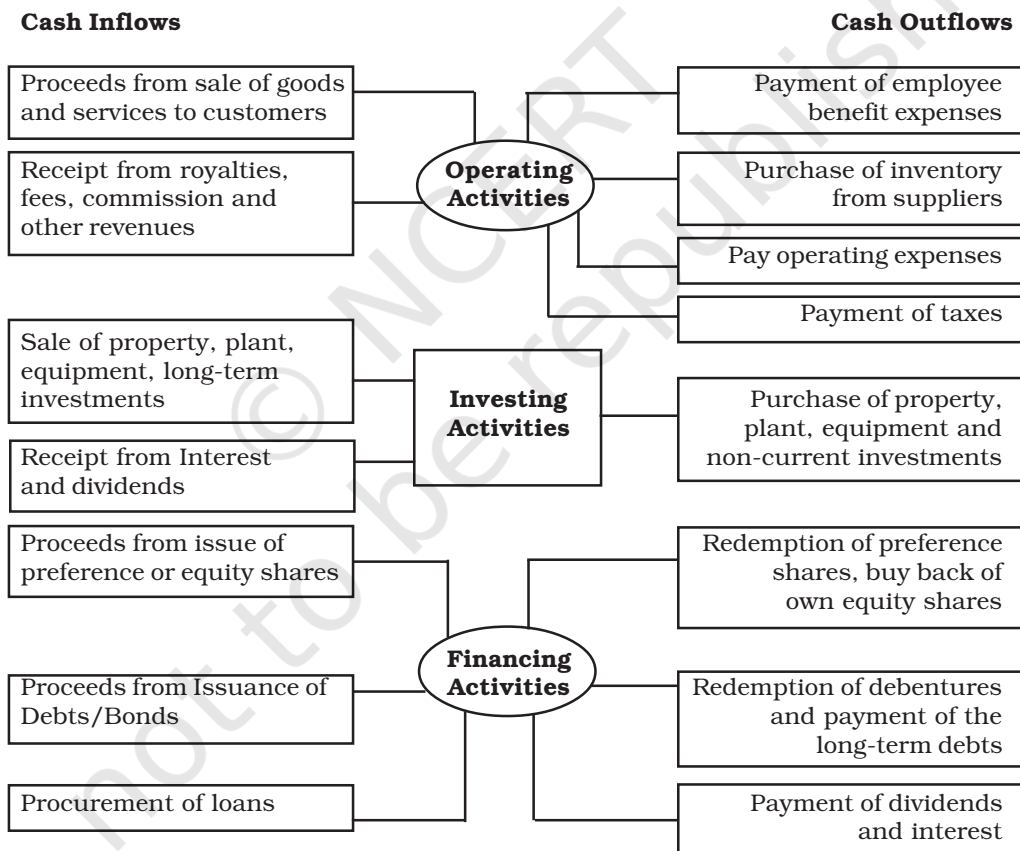 Cash Inflows
Cash Outflows
Proceeds from sale of goods
and services to customers
Receipt from royalties,
fees, commission and
other revenues
Operating
Activities
Payment of employee
benefit expenses
Purchase of inventory
from suppliers
Pay operating expenses
Payment of taxes
Sale of property, plant,
equipment, long-term
investments
Receipt from Interest
and dividends
Investing
Activities
Purchase of property,
plant, equipment and
non-current investments
Proceeds from issue of
preference or equity shares
Proceeds from Issuance of
Debts/Bonds
Procurement of loans
Financing
Activities
Redemption of preference
shares, buy back of
own equity shares
Redemption of debentures
and payment of the
long-term debts
Payment of dividends
and interest
© NCERT
not to be republish